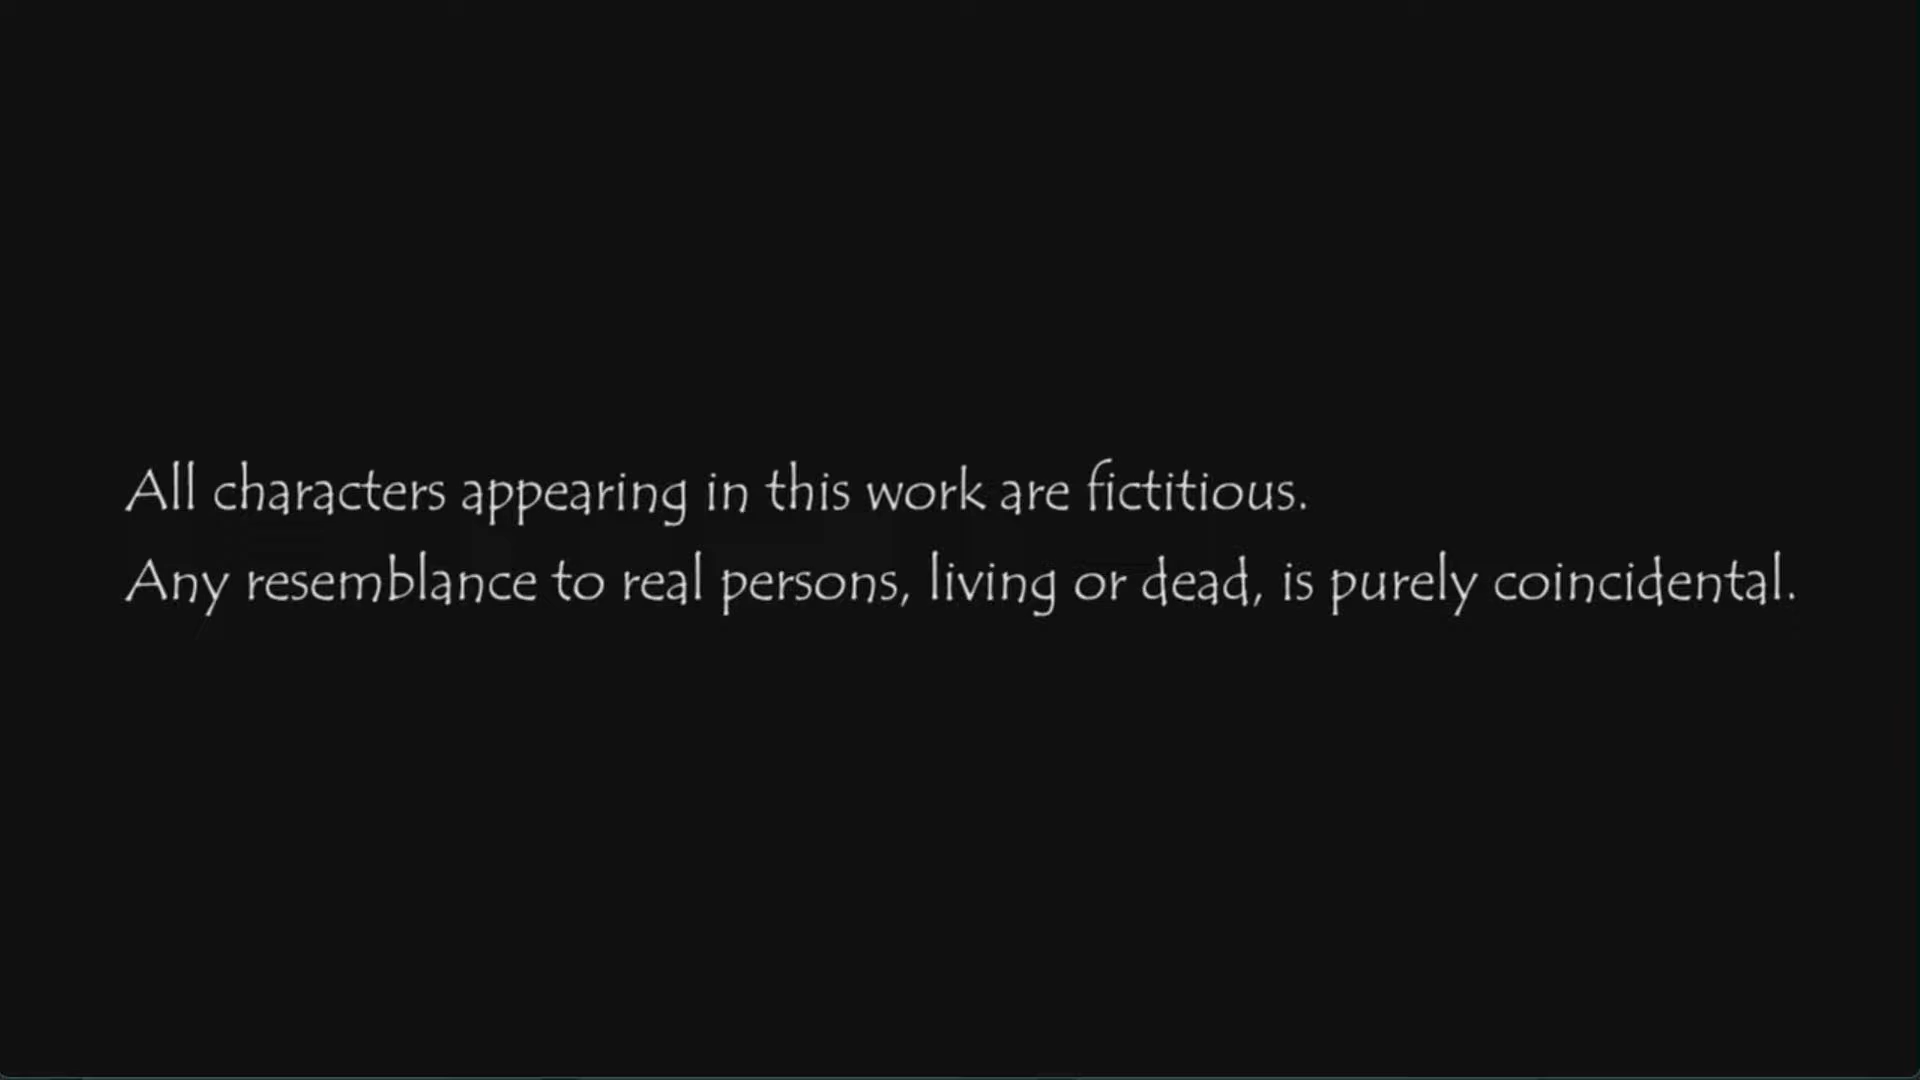 All characters appearing in this work are fictitious.
Any resemblance to real persons, living or dead, is purely coincidental.